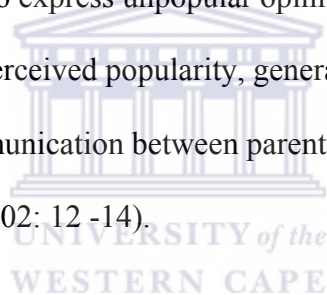 o express unpopular opini
erceived popularity, genera
nunication between parent
02: 12 -14).
UNIVERSITY of the
WESTERN CAPE